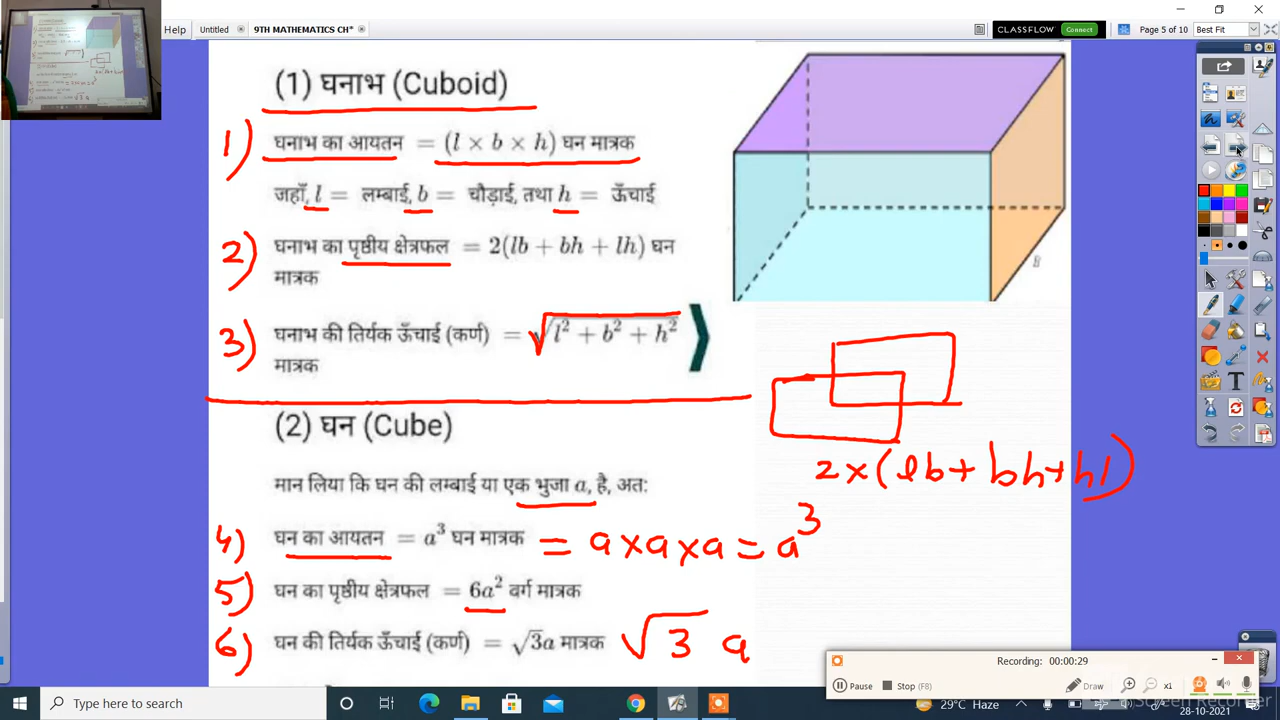 Help
Untitled
9TH MATHEMATICS CH*
CLASSFLOW
Connect
Page 5 of 10
Best Fit
(1) घनाभ (Cuboid)
1) घनाभ का आयतन = (l × b × h) घन मात्रक
जहाँ, l = लम्बाई, b = चौड़ाई, तथा h = ऊँचाई
2) घनाभ का पृष्ठीय क्षेत्रफल = 2(lb + bh + lh) घन
मात्रक
3) घनाभ की तिर्यक ऊँचाई (कर्ण) = √l² + b² + h²
मात्रक
B
2×(lb+bh+hl)
(2) घन (Cube)
मान लिया कि घन की लम्बाई या एक भुजा a, है, अत:
4) घन का आयतन = a³ घन मात्रक = a×a×a=a³
5) घन का पृष्ठीय क्षेत्रफल = 6a² वर्ग मात्रक
6) घन की तिर्यक ऊँचाई (कर्ण) = √3a मात्रक √3 a
Recording: 00:00:29
Pause
Stop (F8)
x1
Draw
Type here to search
29°C Haze
28-10-2021